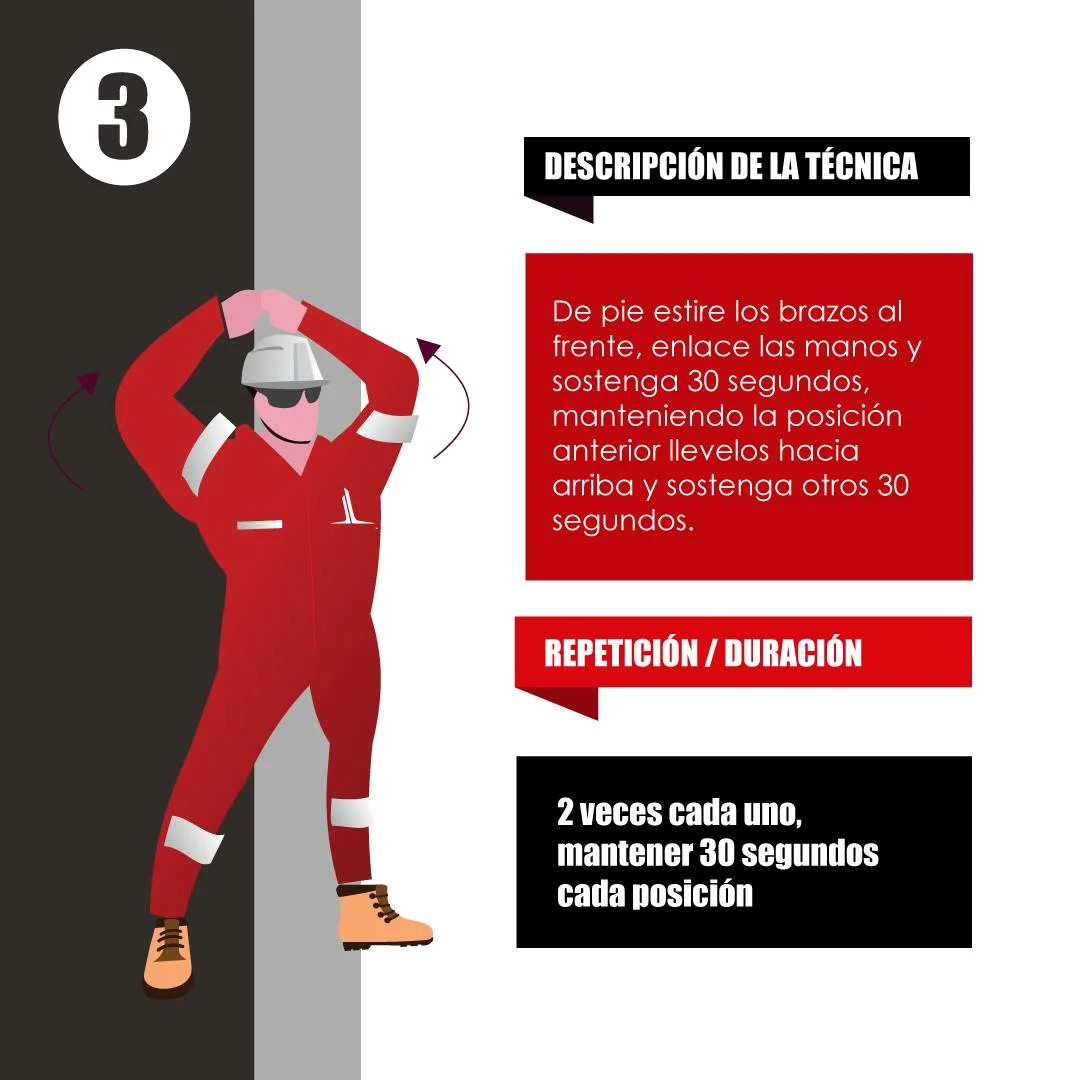 3
DESCRIPCIÓN DE LA TÉCNICA
De pie estire los brazos al
frente, enlace las manos y
sostenga 30 segundos,
manteniendo la posición
anterior llevelos hacia
arriba y sostenga otros 30
segundos.
REPETICIÓN / DURACIÓN
2 veces cada uno,
mantener 30 segundos
cada posición